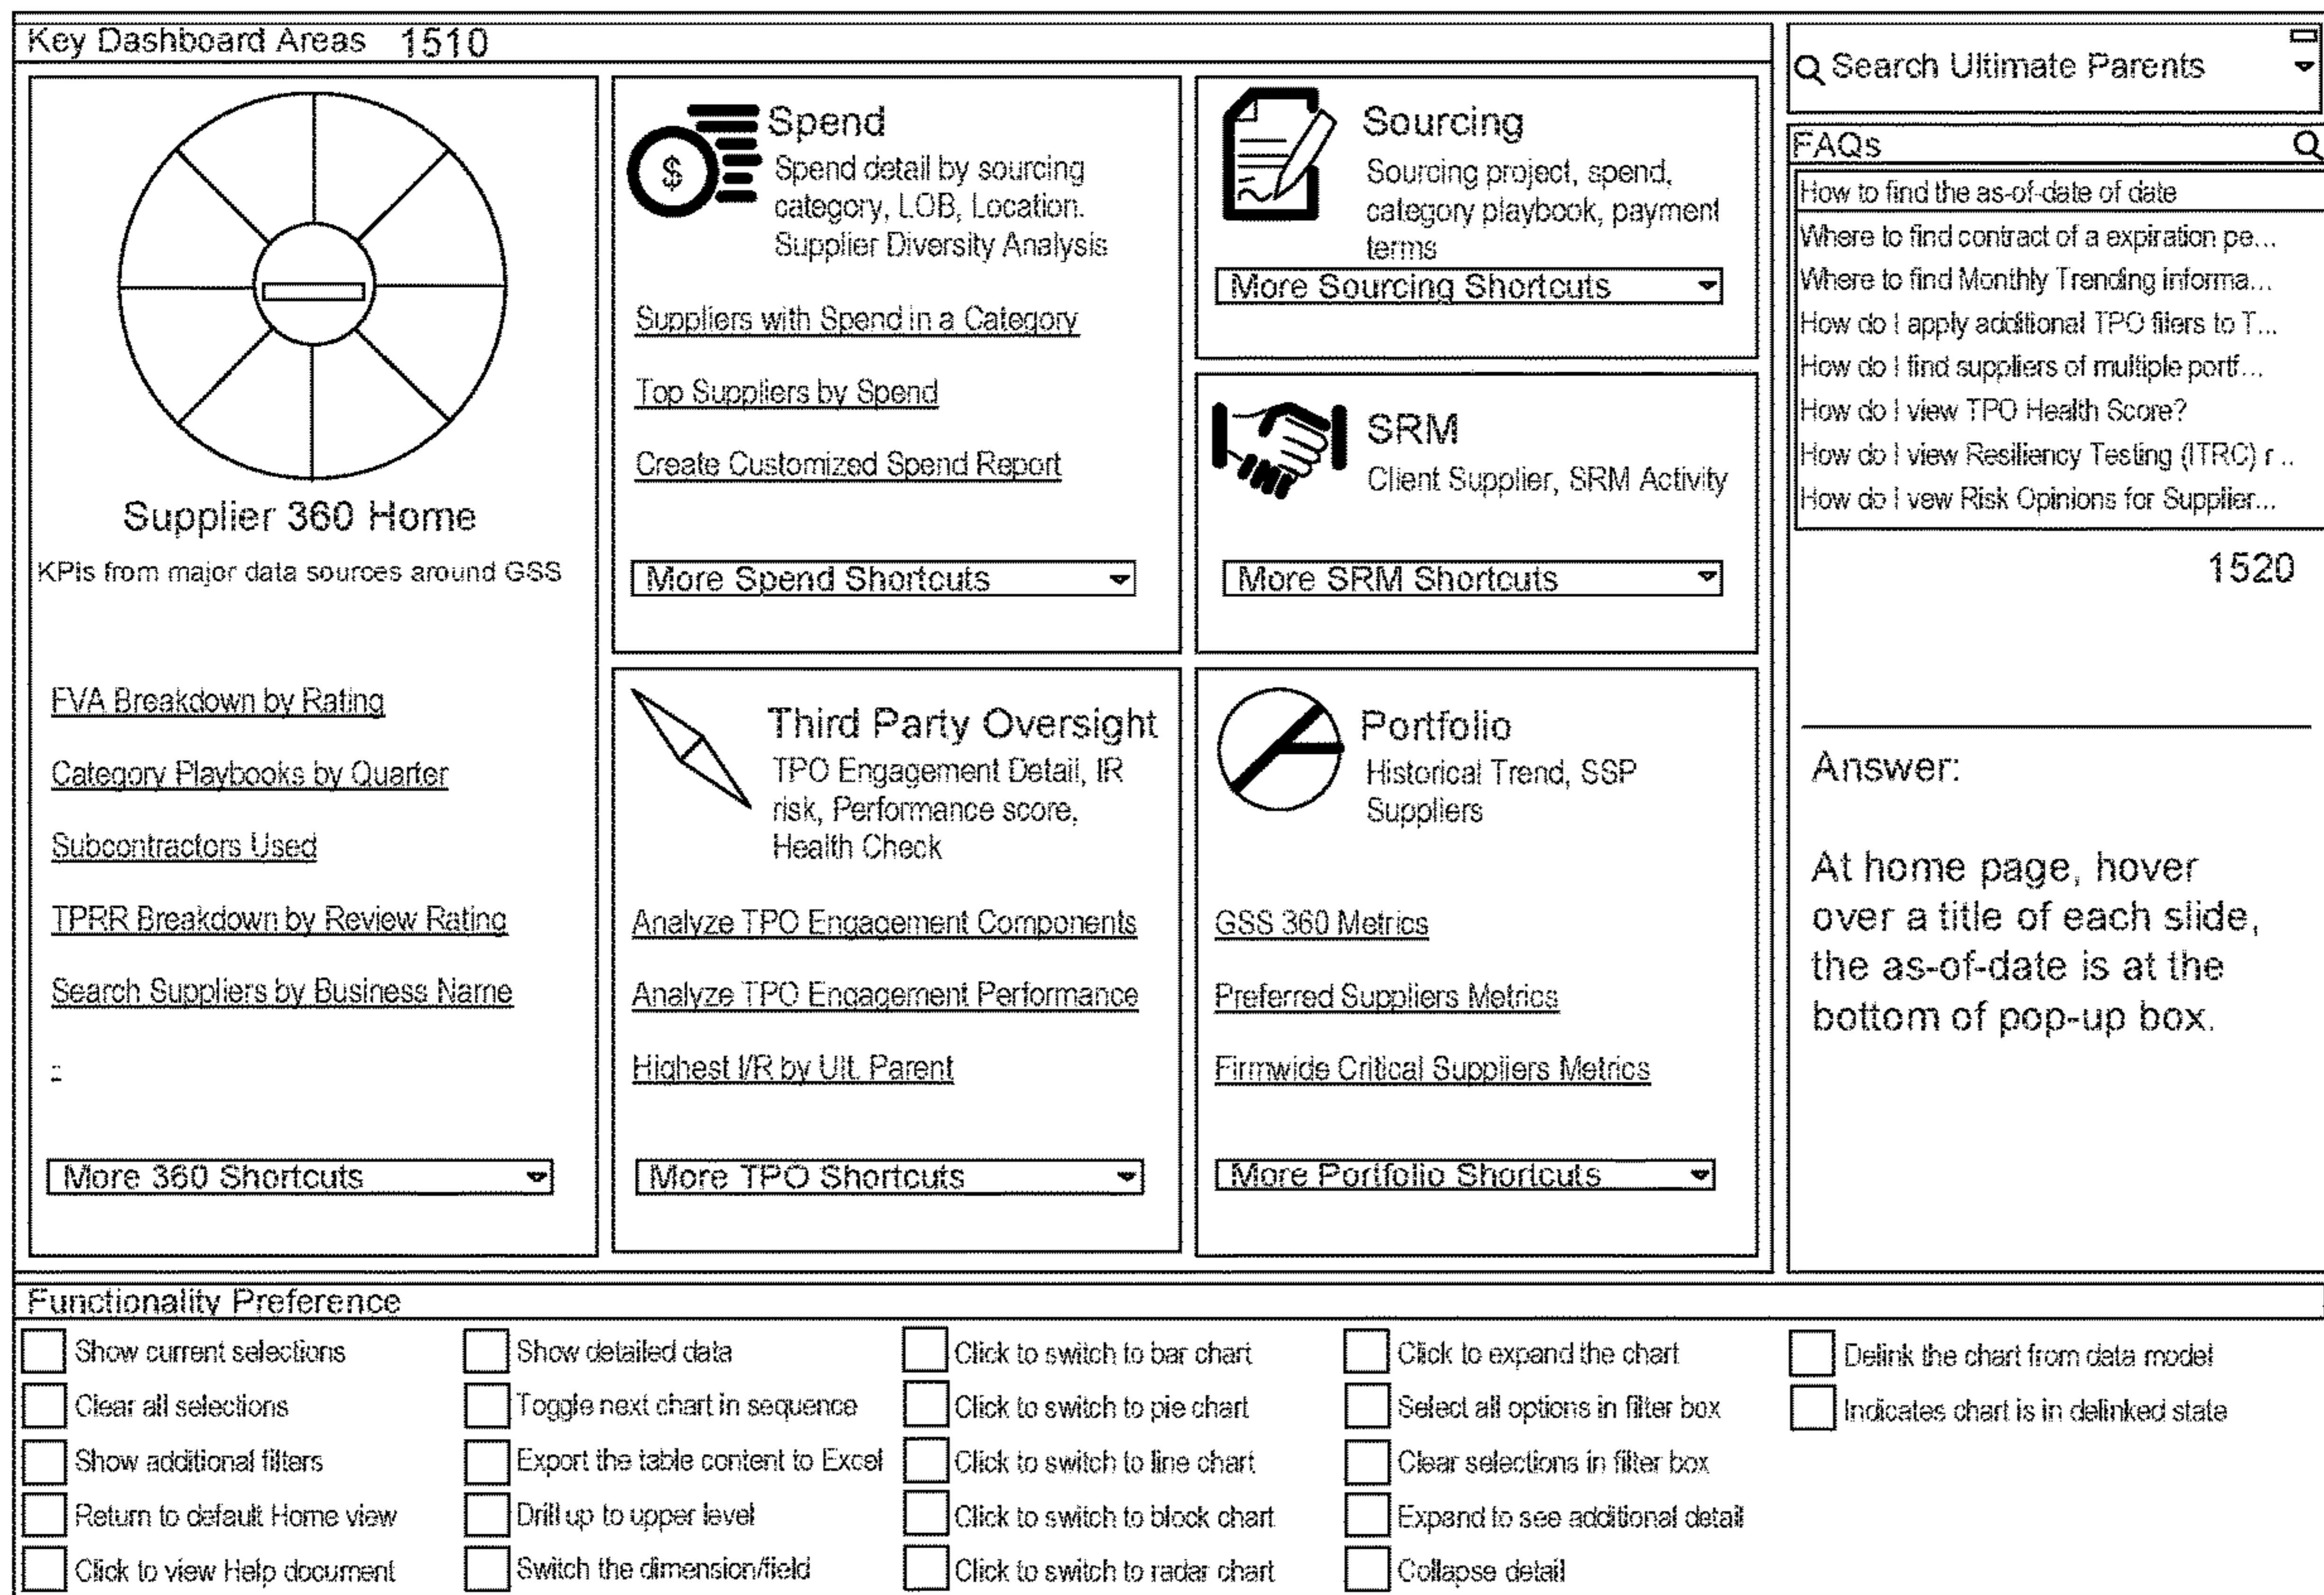 Key Dashboard Areas 1510
Supplier 360 Home
KPIs from major data sources around GSS
FVA Breakdown by Rating
Category Playbooks by Quarter
Subcontractors Used
TPRR Breakdown by Review Rating
Search Suppliers by Business Name
More 360 Shortcuts
$
Spend
Spend detail by sourcing
category, LOB, Location.
Supplier Diversity Analysis
Suppliers with Spend in a Category
Top Suppliers by Spend
Create Customized Spend Report
More Spend Shortcuts
Sourcing
Sourcing project, spend,
category playbook, payment
terms
More Sourcing Shortcuts
SRM
Client Supplier, SRM Activity
More SRM Shortcuts
Third Party Oversight
TPO Engagement Detail, IR
risk, Performance score,
Health Check
Analyze TPO Engagement Components
Analyze TPO Engagement Performance
Highest I/R by Ult. Parent
More TPO Shortcuts
Portfolio
Historical Trend, SSP
Suppliers
GSS 360 Metrics
Preferred Suppliers Metrics
Firmwide Critical Suppliers Metrics
More Portfolio Shortcuts
Search Ultimate Parents
FAQs
How to find the as-of-date of date
Where to find contract of a expiration pe...
Where to find Monthly Trending informa...
How do I apply additional TPO filers to T...
How do I find suppliers of multiple portf...
How do I view TPO Health Score?
How do I view Resiliency Testing (ITRC) r ..
How do I vew Risk Opinions for Supplier...
1520
Answer:
At home page, hover
over a title of each slide,
the as-of-date is at the
bottom of pop-up box.
Functionality Preference
Show current selections
Clear all selections
Show additional filters
Return to default Home view
Click to view Help document
Show detailed data
Toggle next chart in sequence
Export the table content to Excel
Drill up to upper level
Switch the dimension/field
Click to switch to bar chart
Click to switch to pie chart
Click to switch to line chart
Click to switch to block chart
Click to switch to radar chart
Click to expand the chart
Select all options in filter box
Clear selections in filter box
Expand to see additional detail
Collapse detail
Delink the chart from data model
Indicates chart is in delinked state